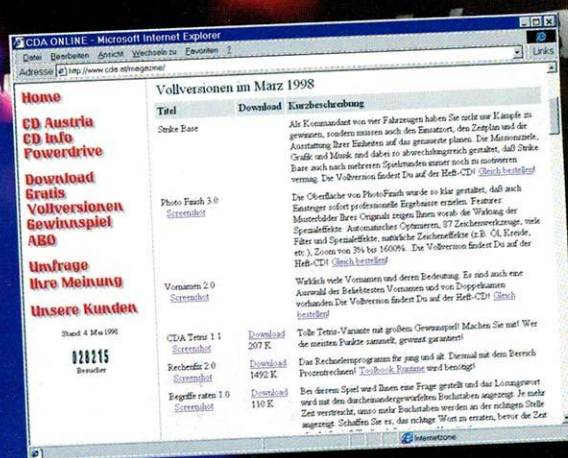 CDA ONLINE - Microsoft Internet Explorer
Datei Bearbeiten Ansicht Wechseln zu Favoriten ?
Adresse http://www.cda.at/magazine/ Links
Home
CD Austria
CD Info
Powerdrive
Download
Gratis
Vollversionen
Gewinnspiel
ABO
Umfrage
Ihre Meinung
Unsere Kunden
Stand: 4. Mai 1998
028215
Besucher
Vollversionen im März 1998
Titel Download Kurzbeschreibung
Strike Base
Als Kommandant von vier Fahrzeugen haben Sie nicht nur Kämpfe zu
gewinnen, sondern müssen auch den Einsatzort, den Zeitplan und die
Ausstattung Ihrer Einheiten auf das genaueste planen. Die Missionsziele,
Grafik und Musik sind dabei so abwechslungsreich gestaltet, daß Strike
Base auch nach mehreren Spielstunden immer noch zu motivieren
vermag. Die Vollversion findest Du auf der Heft-CD! Gleich bestellen!
Photo Finish 3.0
Screenshot
Die Oberfläche von PhotoFinish wurde so klar gestaltet, daß auch
Einsteiger sofort professionelle Ergebnisse erzielen. Features:
Musterbilder Ihres Originals zeigen Ihnen vorab die Wirkung der
Spezialeffekte. Automatisches Optimieren, 87 Zeichenwerkzeuge, viele
Filter und Spezialeffekte, natürliche Zeicheneffekte (z.B. Öl, Kreide,
etc.), Zoom von 3% bis 1600%. Die Vollversion findest Du auf der
Heft-CD! Gleich bestellen!
Vornamen 2.0
Screenshot
Wirklich viele Vornamen und deren Bedeutung. Es sind auch eine
Auswahl der Beliebtesten Vornamen und von Doppelnamen
vorhanden. Die Vollversion findest Du auf der Heft-CD! Gleich
bestellen!
CDA Tetris 1.1
Screenshot
Download
207 K
Tolle Tetris-Variante mit großem Gewinnspiel! Machen Sie mit! Wer
die meisten Punkte sammelt, gewinnt garantiert!
Rechenfix 2.0
Screenshot
Download
1492 K
Das Rechenlernprogramm für jung und alt. Diesmal mit dem Bereich
Prozentrechnen! Toolbook Runtime wird benötigt!
Begriffe raten 1.0
Screenshot
Download
110 K
Bei diesem Spiel wird Ihnen eine Frage gestellt und das Lösungswort
wird mit den durcheinandergewürfelten Buchstaben angezeigt. Je mehr
Zeit verstreicht, umso mehr Buchstaben werden an der richtigen Stelle
angezeigt. Schaffen Sie es, das richtige Wort zu erraten, bevor die Zeit
Internetzone